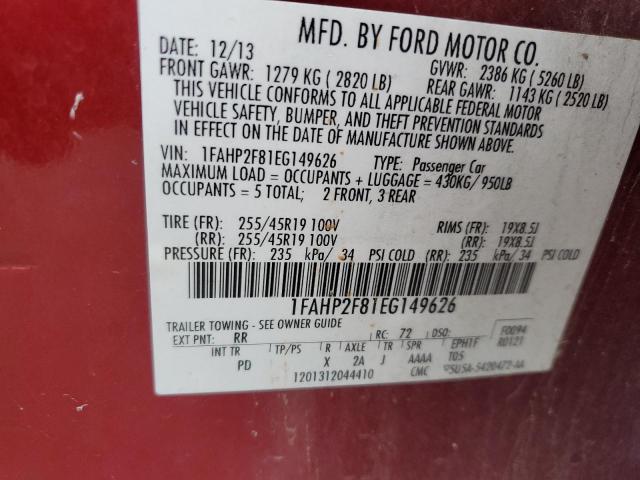 MFD. BY FORD MOTOR CO.
DATE: 12/13 GVWR: 2386 KG ( 5260 LB)
FRONT GAWR: 1279 KG ( 2820 LB) REAR GAWR: 1143 KG ( 2520 LB)
THIS VEHICLE CONFORMS TO ALL APPLICABLE FEDERAL MOTOR
VEHICLE SAFETY, BUMPER, AND THEFT PREVENTION STANDARDS
IN EFFECT ON THE DATE OF MANUFACTURE SHOWN ABOVE.
VIN: 1FAHP2F81EG149626 TYPE: Passenger Car
MAXIMUM LOAD = OCCUPANTS + LUGGAGE = 430KG/ 950LB
OCCUPANTS = 5 TOTAL; 2 FRONT, 3 REAR
TIRE (FR): 255/45R19 100V RIMS (FR): 19X8.5J
(RR): 255/45R19 100V (RR): 19X8.5J
PRESSURE (FR): 235 kPa/ 34 PSI COLD (RR): 235 kPa/ 34 PSI COLD
1FAHP2F81EG149626
TRAILER TOWING - SEE OWNER GUIDE
EXT PNT: RR RC: 72 DSO: F0094
INT TR TP/PS R AXLE TR SPR EPH1F R0121
PD X 2A J AAAA TOS
1201312044410 CMC